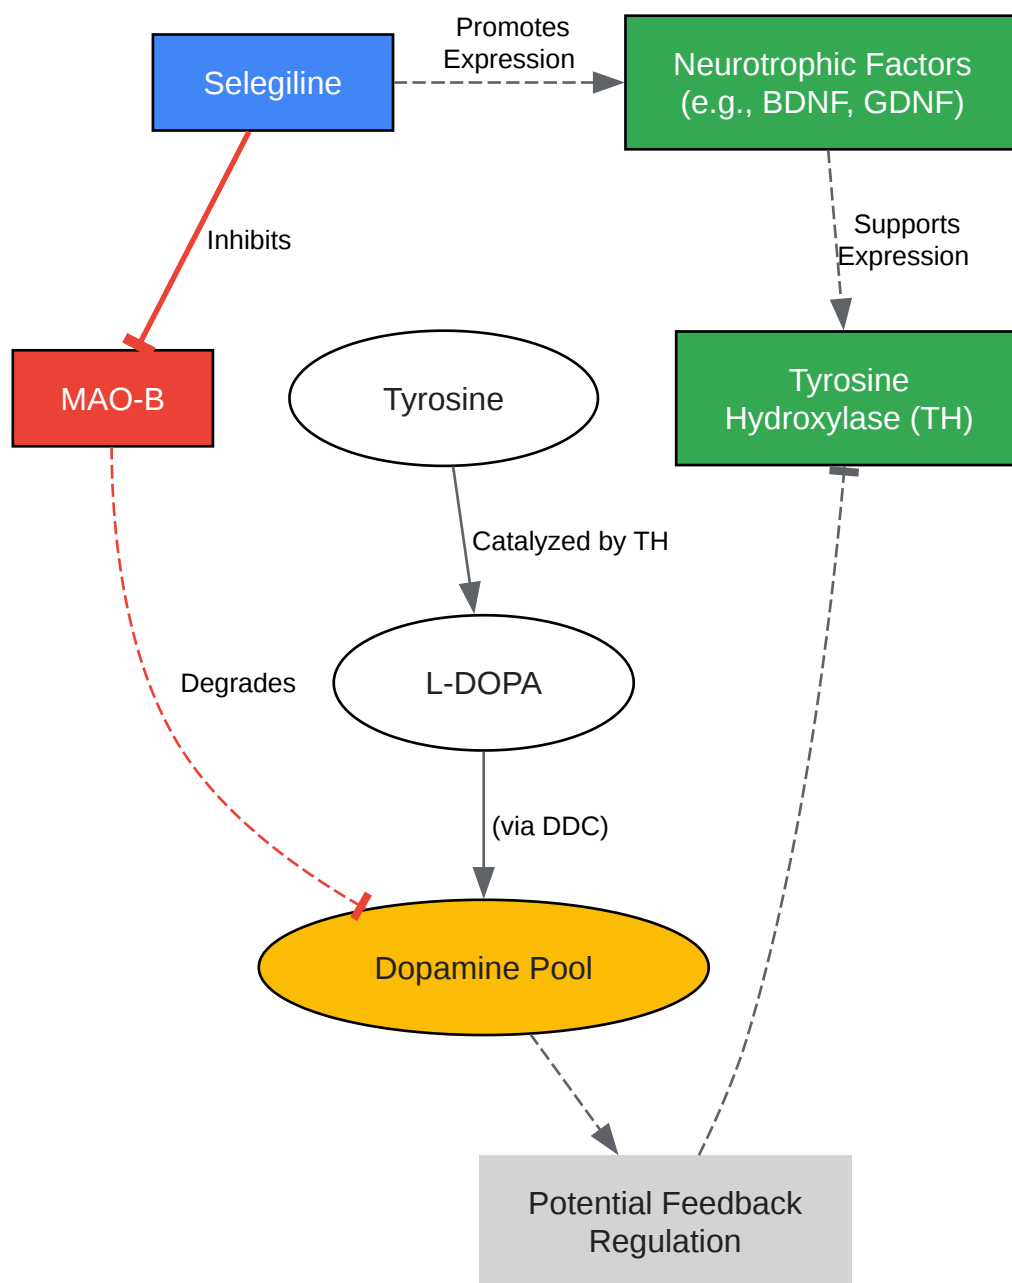 Promotes
Expression
Selegiline
Neurotrophic Factors
(e.g., BDNF, GDNF)
Inhibits
Supports
Expression
MAO-B
Tyrosine
Tyrosine
Hydroxylase (TH)
Catalyzed by TH
Degrades
L-DOPA
(via DDC)
Dopamine Pool
Potential Feedback
Regulation